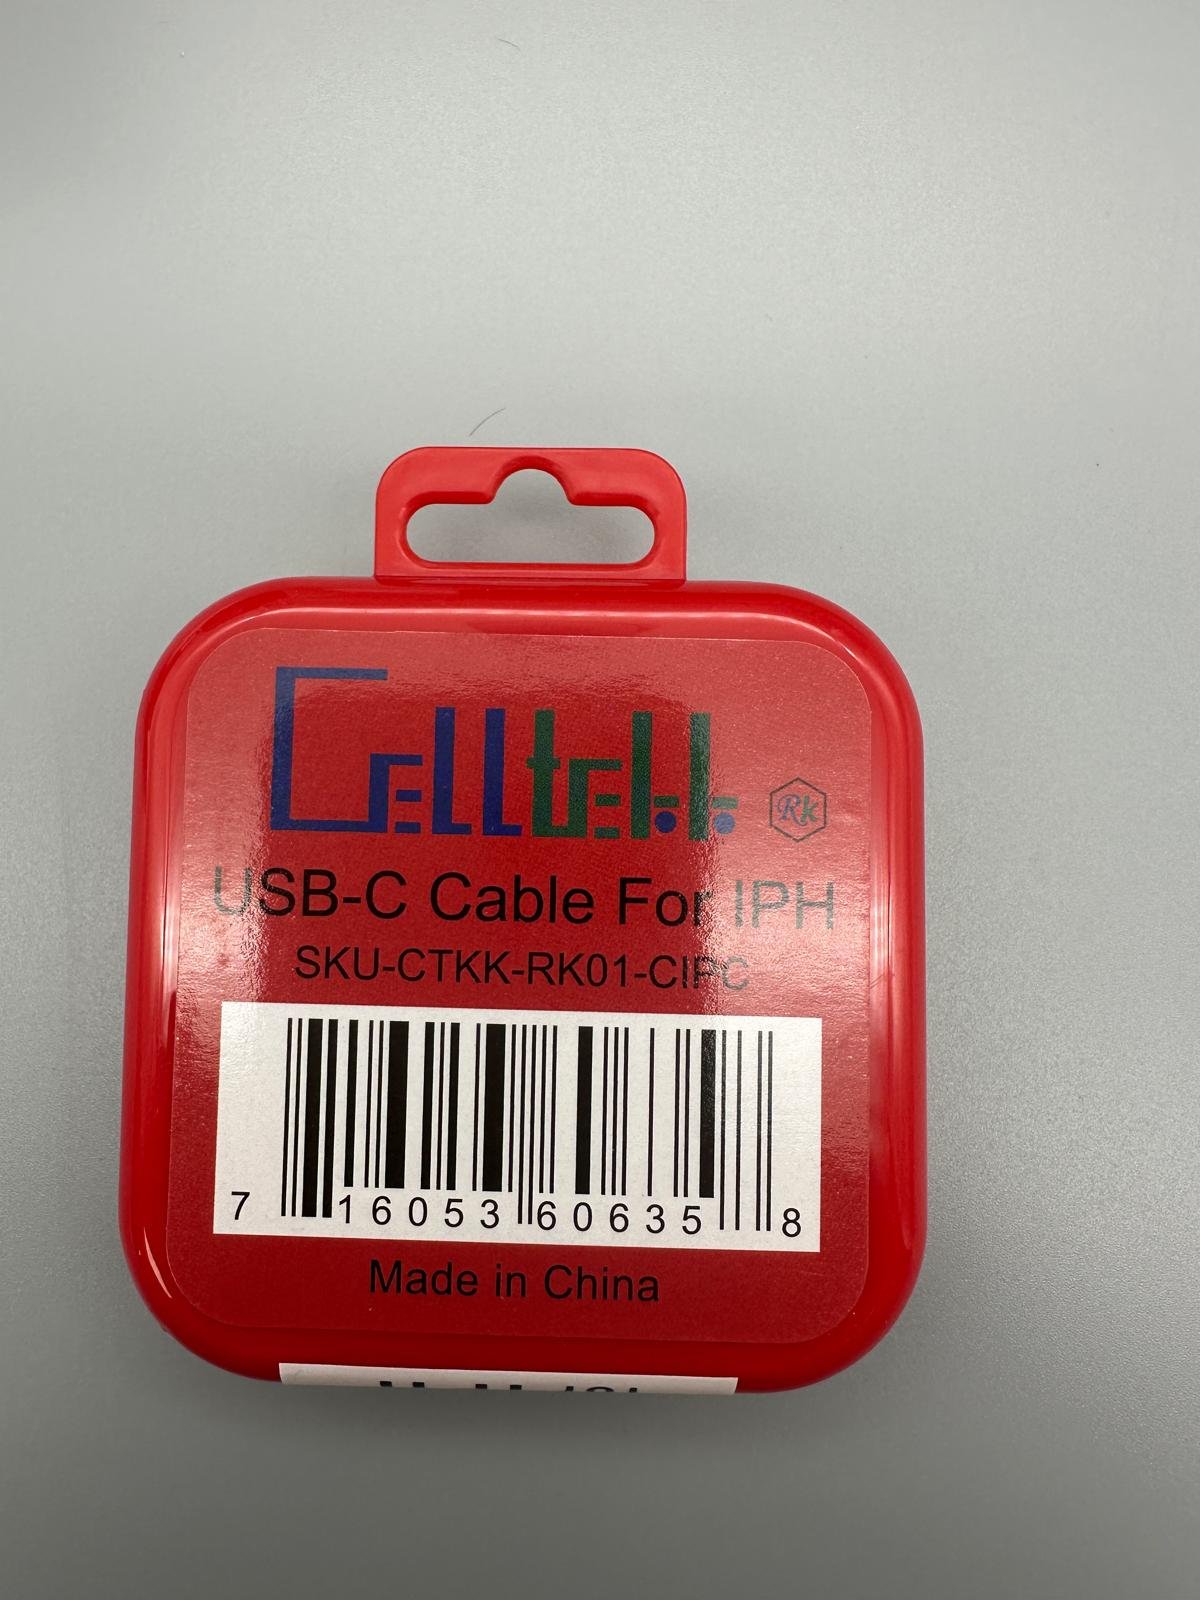 Celltekk Rk
USB-C Cable For IPH
SKU-CTKK-RK01-CIPC
7 16053 60635 8
Made in China